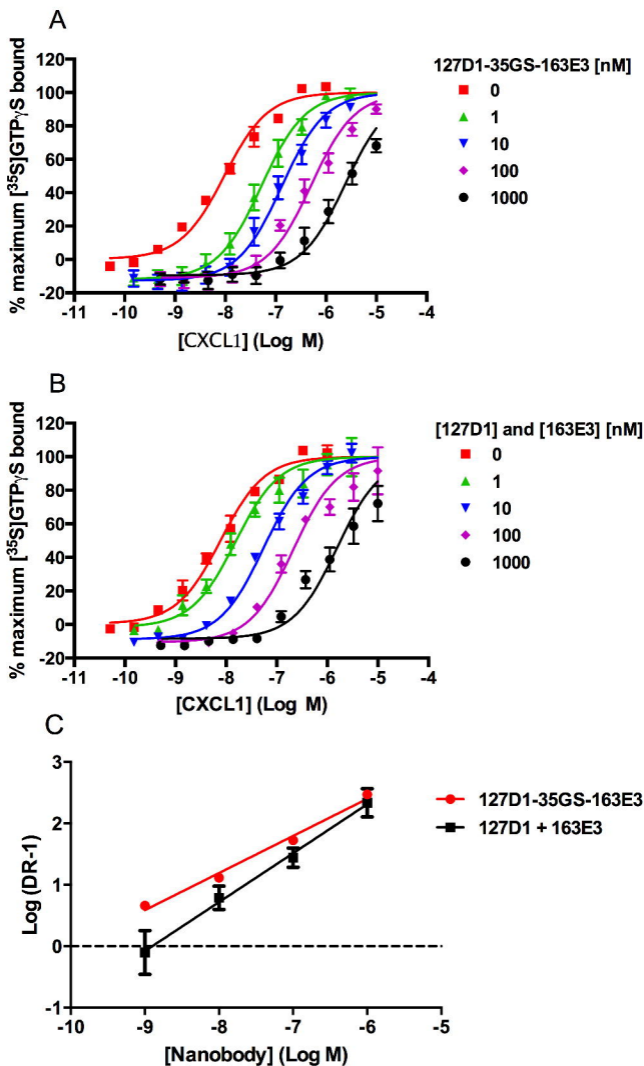 A
% maximum [³⁵S]GTPγS bound
120
100
80
60
40
20
0
-20
-11 -10 -9 -8 -7 -6 -5 -4
[CXCL1] (Log M)
127D1-35GS-163E3 [nM]
0
1
10
100
1000
B
% maximum [³⁵S]GTPγS bound
120
100
80
60
40
20
0
-20
-11 -10 -9 -8 -7 -6 -5 -4
[CXCL1] (Log M)
[127D1] and [163E3] [nM]
0
1
10
100
1000
C
Log (DR-1)
3
2
1
0
-1
-10 -9 -8 -7 -6 -5
[Nanobody] (Log M)
127D1-35GS-163E3
127D1 + 163E3